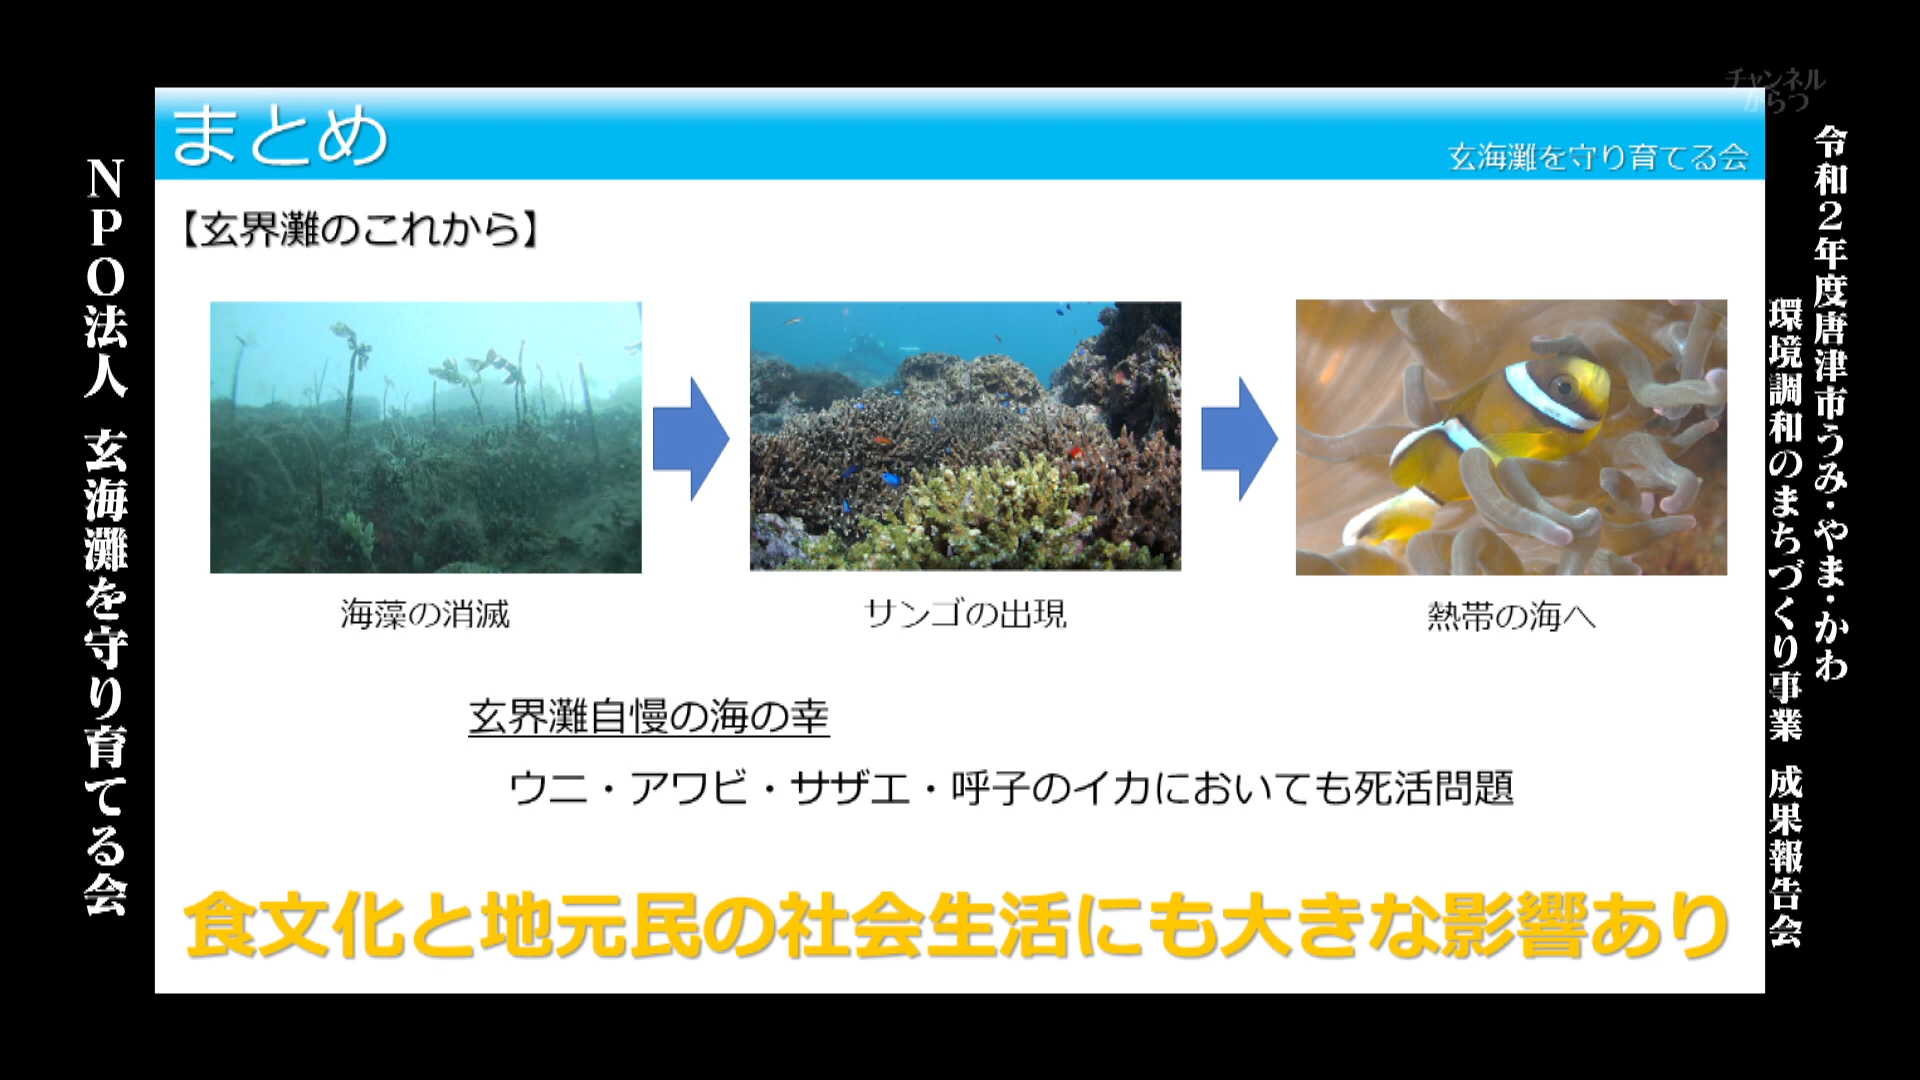 チャンネル
からつ
令和2年度唐津市うみ・やま・かわ
環境調和のまちづくり事業 成果報告会
NPO法人 玄海灘を守り育てる会
まとめ
玄海灘を守り育てる会
【玄界灘のこれから】
海藻の消滅
サンゴの出現
熱帯の海へ
玄界灘自慢の海の幸
ウニ・アワビ・サザエ・呼子のイカにおいても死活問題
食文化と地元民の社会生活にも大きな影響あり